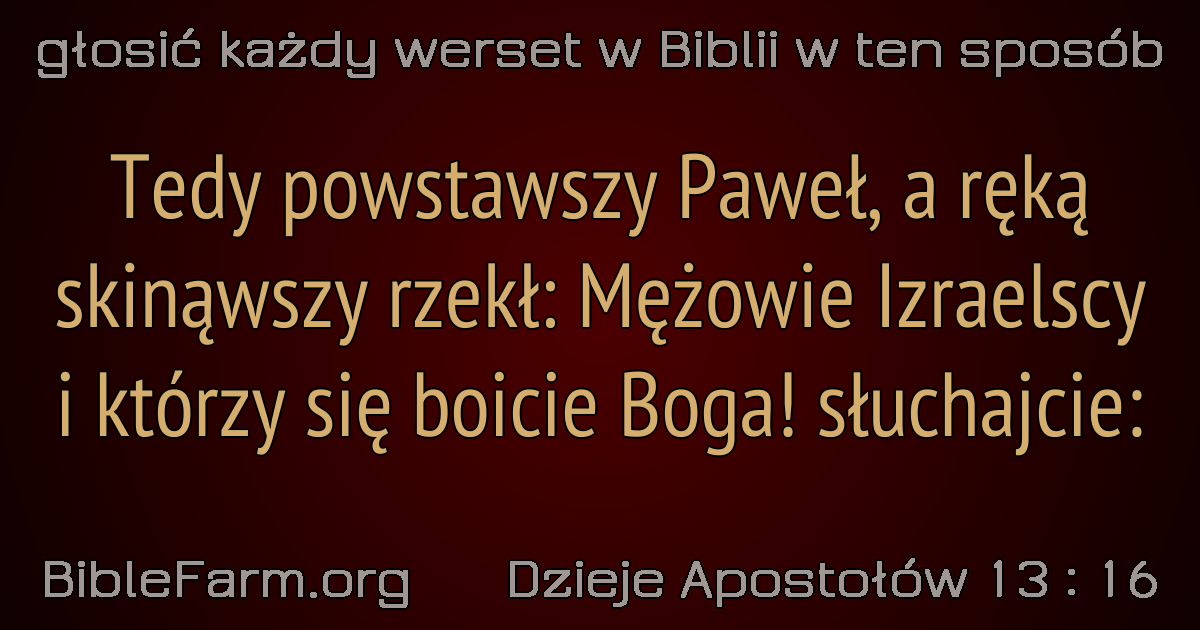 głosić każdy werset w Biblii w ten sposób
Tedy powstawszy Paweł, a ręką
skinąwszy rzekł: Mężowie Izraelscy
i którzy się boicie Boga! słuchajcie:
BibleFarm.org Dzieje Apostołów 13 : 16